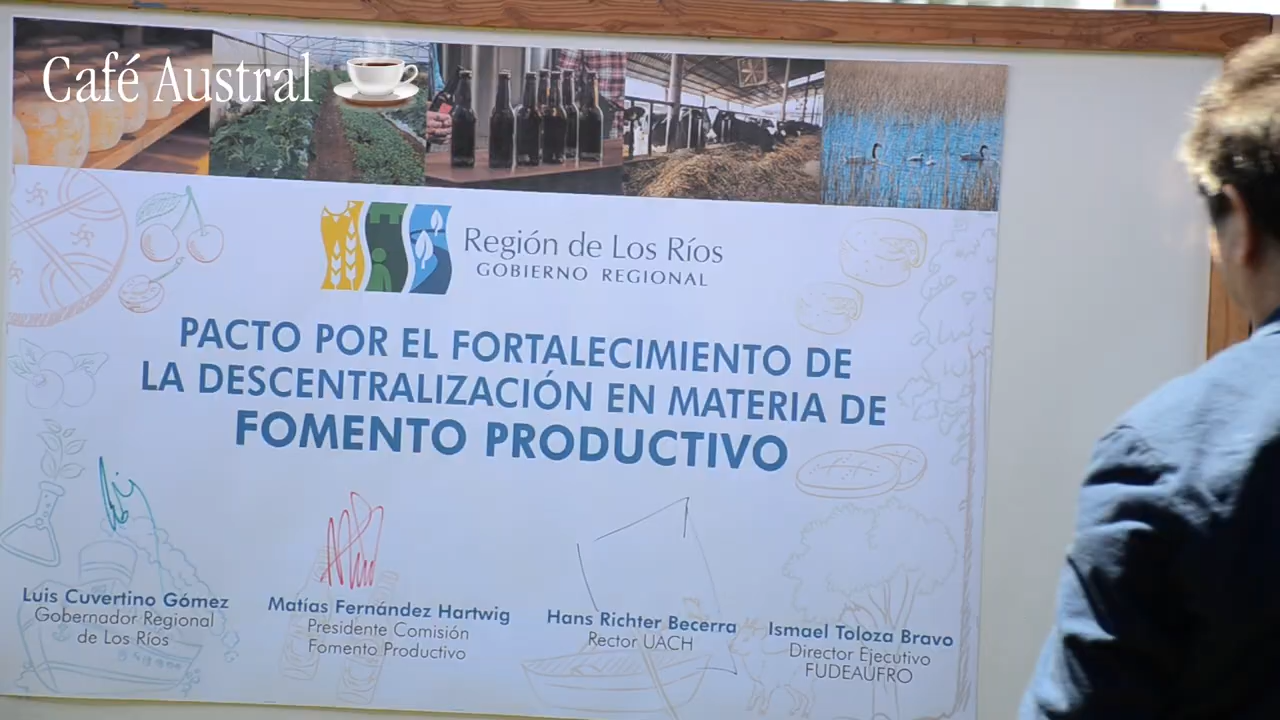 Café Austral
Región de Los Ríos
GOBIERNO REGIONAL
PACTO POR EL FORTALECIMIENTO DE
LA DESCENTRALIZACIÓN EN MATERIA DE
FOMENTO PRODUCTIVO
Luis Cuvertino Gómez
Gobernador Regional
de Los Ríos
Matías Fernández Hartwig
Presidente Comisión
Fomento Productivo
Hans Richter Becerra
Rector UACH
Ismael Toloza Bravo
Director Ejecutivo
FUDEAUFRO